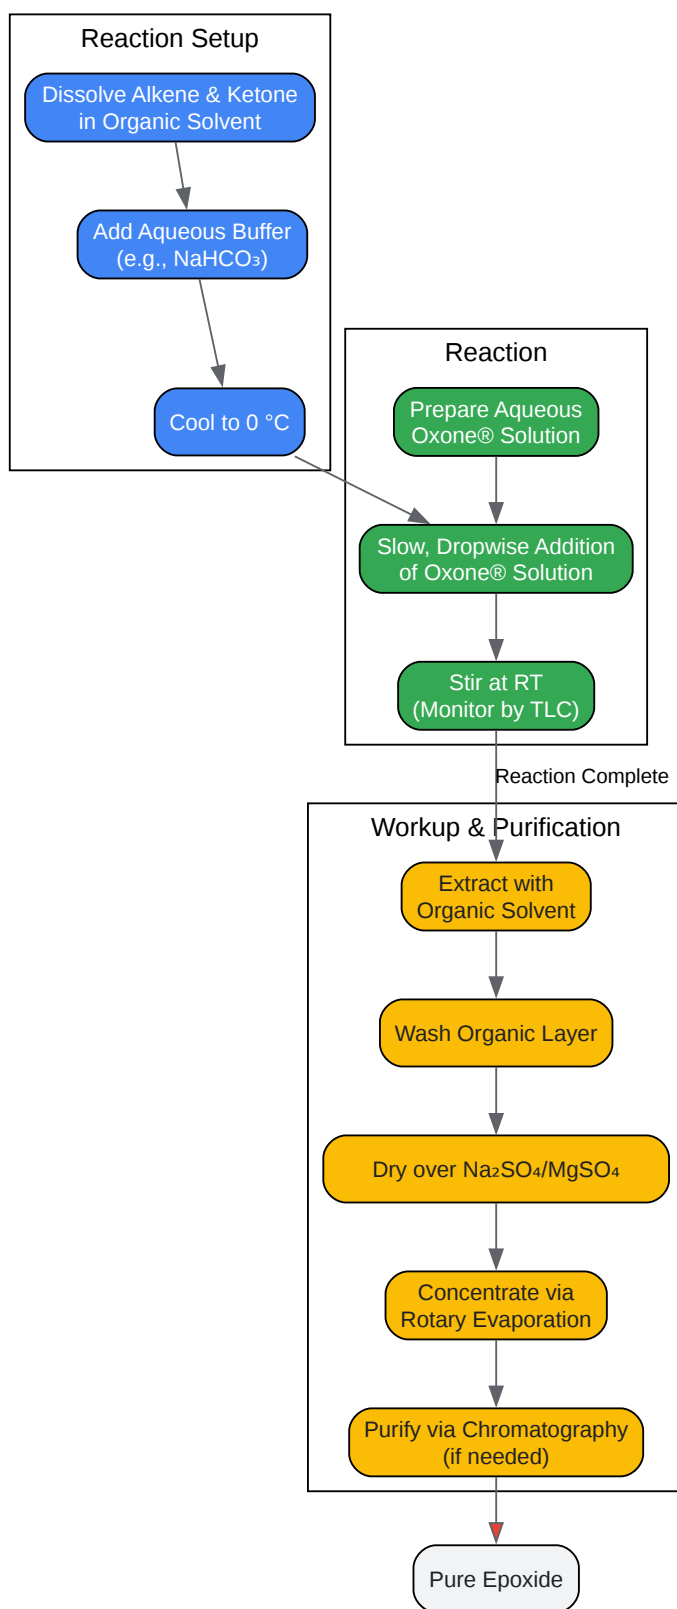 Reaction Setup
Dissolve Alkene & Ketone
in Organic Solvent
Add Aqueous Buffer
(e.g., NaHCO₃)
Cool to 0 °C
Reaction
Prepare Aqueous
Oxone® Solution
Slow, Dropwise Addition
of Oxone® Solution
Stir at RT
(Monitor by TLC)
Reaction Complete
Workup & Purification
Extract with
Organic Solvent
Wash Organic Layer
Dry over Na₂SO₄/MgSO₄
Concentrate via
Rotary Evaporation
Purify via Chromatography
(if needed)
Pure Epoxide